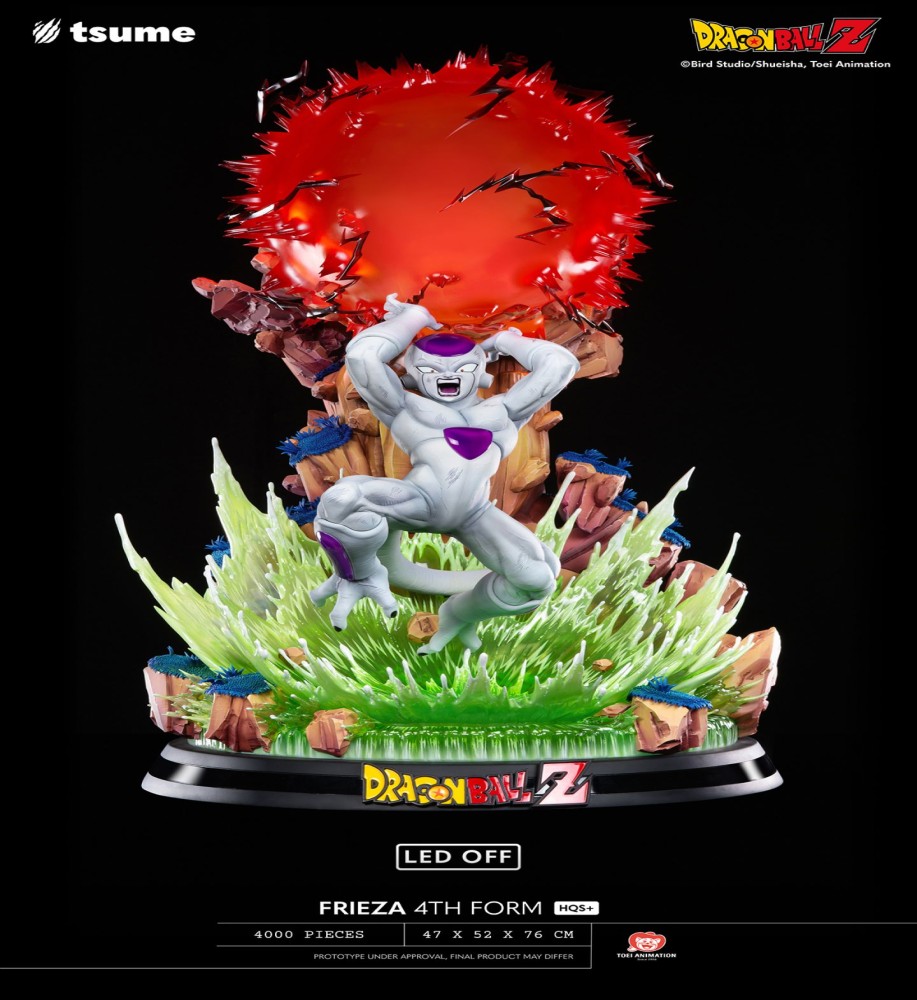 tsume
DRAGON BALL Z
©Bird Studio/Shueisha, Toei Animation
DRAGON BALL Z
LED OFF
FRIEZA 4TH FORM HQS+
4000 PIECES
47 X 52 X 76 CM
PROTOTYPE UNDER APPROVAL, FINAL PRODUCT MAY DIFFER
TOEI ANIMATION